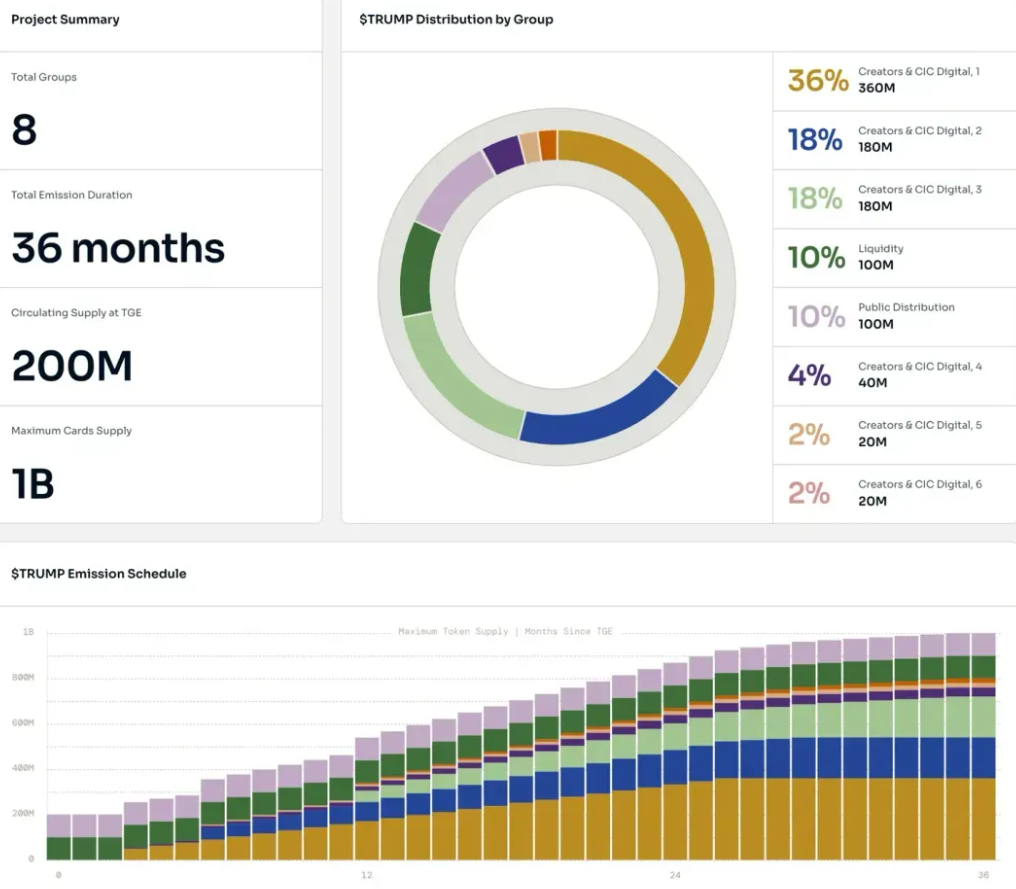 Project Summary
Total Groups
8
Total Emission Duration
36 months
Circulating Supply at TGE
200M
Maximum Cards Supply
1B
$TRUMP Distribution by Group
36% Creators & CIC Digital, 1
360M
18% Creators & CIC Digital, 2
180M
18% Creators & CIC Digital, 3
180M
10% Liquidity
100M
10% Public Distribution
100M
4% Creators & CIC Digital, 4
40M
2% Creators & CIC Digital, 5
20M
2% Creators & CIC Digital, 6
20M
$TRUMP Emission Schedule
Maximum Token Supply | Months Since TGE
1B
800M
600M
400M
200M
0
0 12 24 36